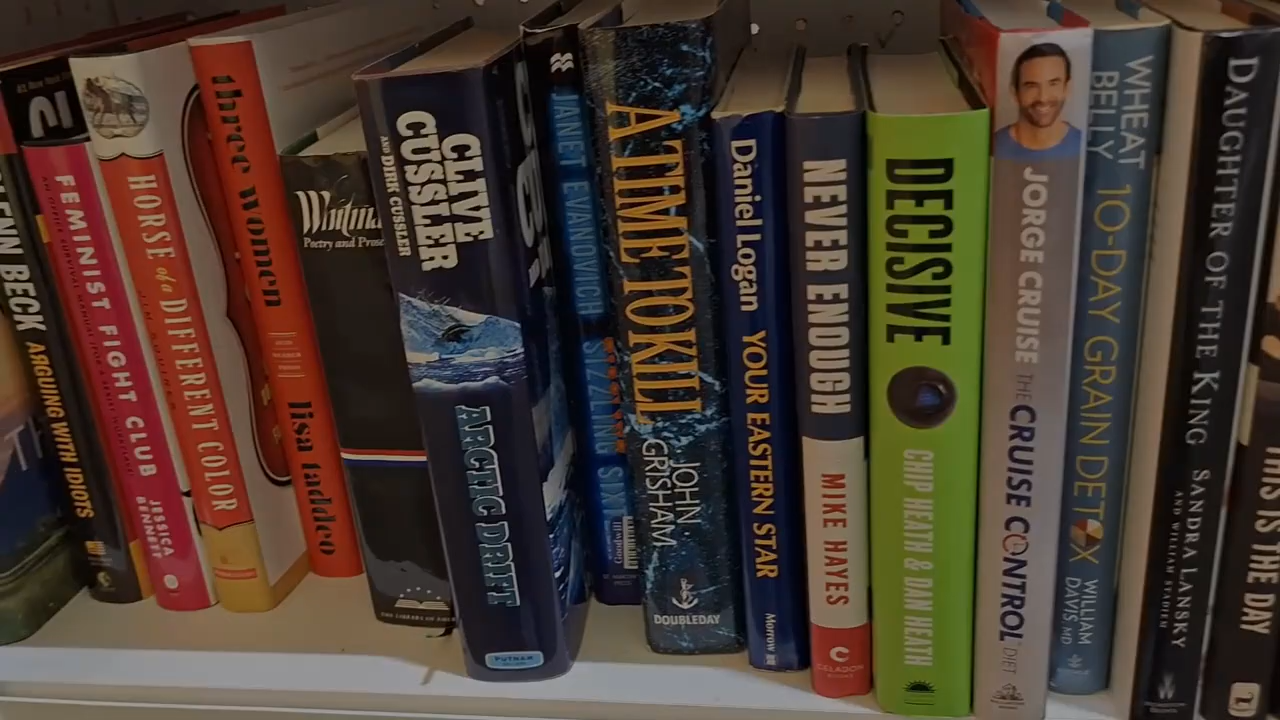 GLENN BECK ARGUING WITH IDIOTS
FEMINIST FIGHT CLUB
JESSICA BENNETT
HORSE of a DIFFERENT COLOR
three women
lisa taddeo
Whitman
Poetry and Prose
CLIVE CUSSLER
AND DIRK CUSSLER
ARCTIC DRIFT
PUTNAM
JANET EVANOVICH SIZZLING SIXTEEN
A TIME TO KILL
JOHN GRISHAM
DOUBLEDAY
Daniel Logan YOUR EASTERN STAR
Morrow
NEVER ENOUGH
MIKE HAYES
CELADON
BOOKS
DECISIVE
CHIP HEATH & DAN HEATH
JORGE CRUISE THE CRUISE CONTROL DIET
WHEAT BELLY
10-DAY GRAIN DETOX
WILLIAM DAVIS, MD
DAUGHTER OF THE KING
SANDRA LANSKY
AND WILLIAM STADIEM
THIS IS THE DAY